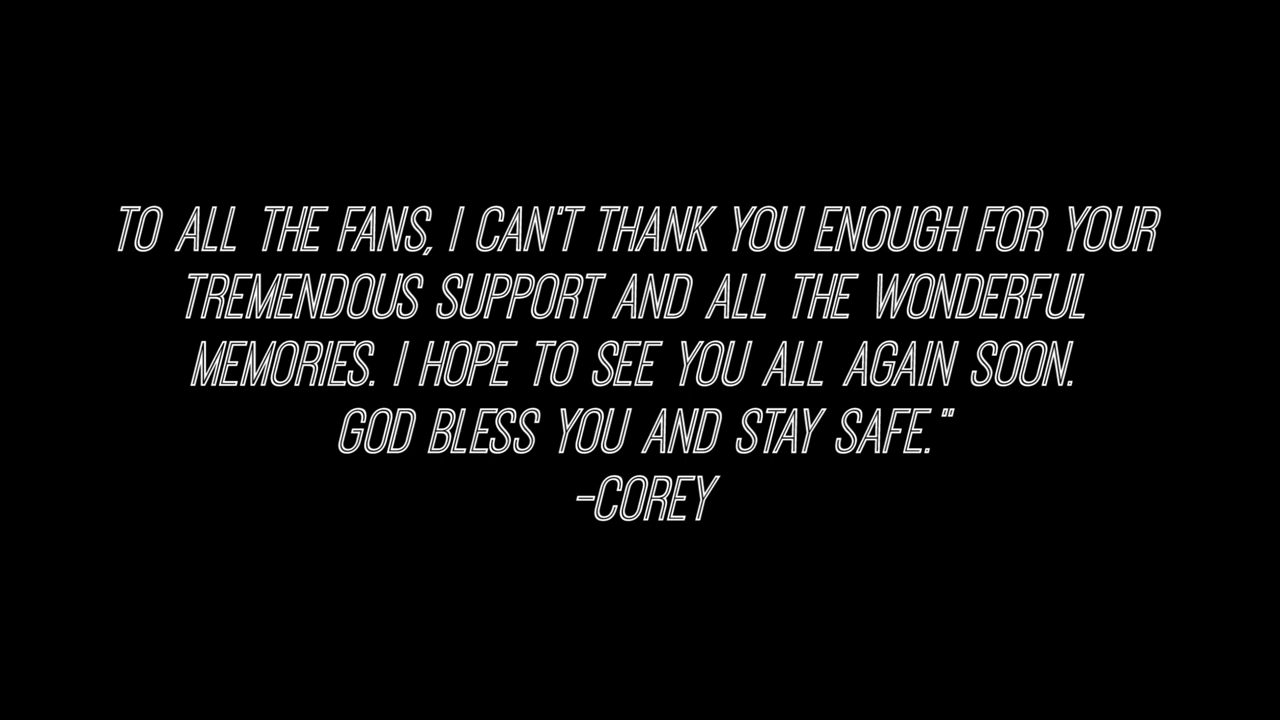 TO ALL THE FANS, I CAN'T THANK YOU ENOUGH FOR YOUR
TREMENDOUS SUPPORT AND ALL THE WONDERFUL
MEMORIES. I HOPE TO SEE YOU ALL AGAIN SOON.
GOD BLESS YOU AND STAY SAFE."
-COREY